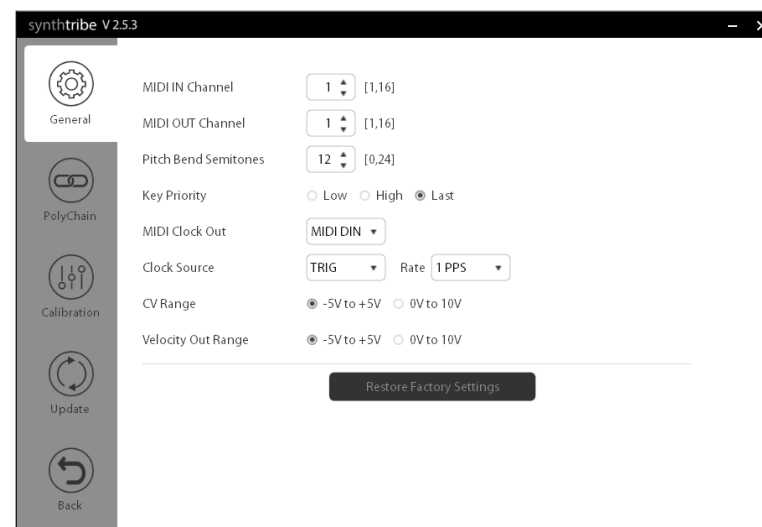 synthtribe V 2.5.3
General
MIDI IN Channel 1 [1,16]
MIDI OUT Channel 1 [1,16]
Pitch Bend Semitones 12 [0,24]
Key Priority Low High Last
MIDI Clock Out MIDI DIN
Clock Source TRIG Rate 1 PPS
CV Range -5V to +5V 0V to 10V
Velocity Out Range -5V to +5V 0V to 10V
Restore Factory Settings
PolyChain
Calibration
Update
Back